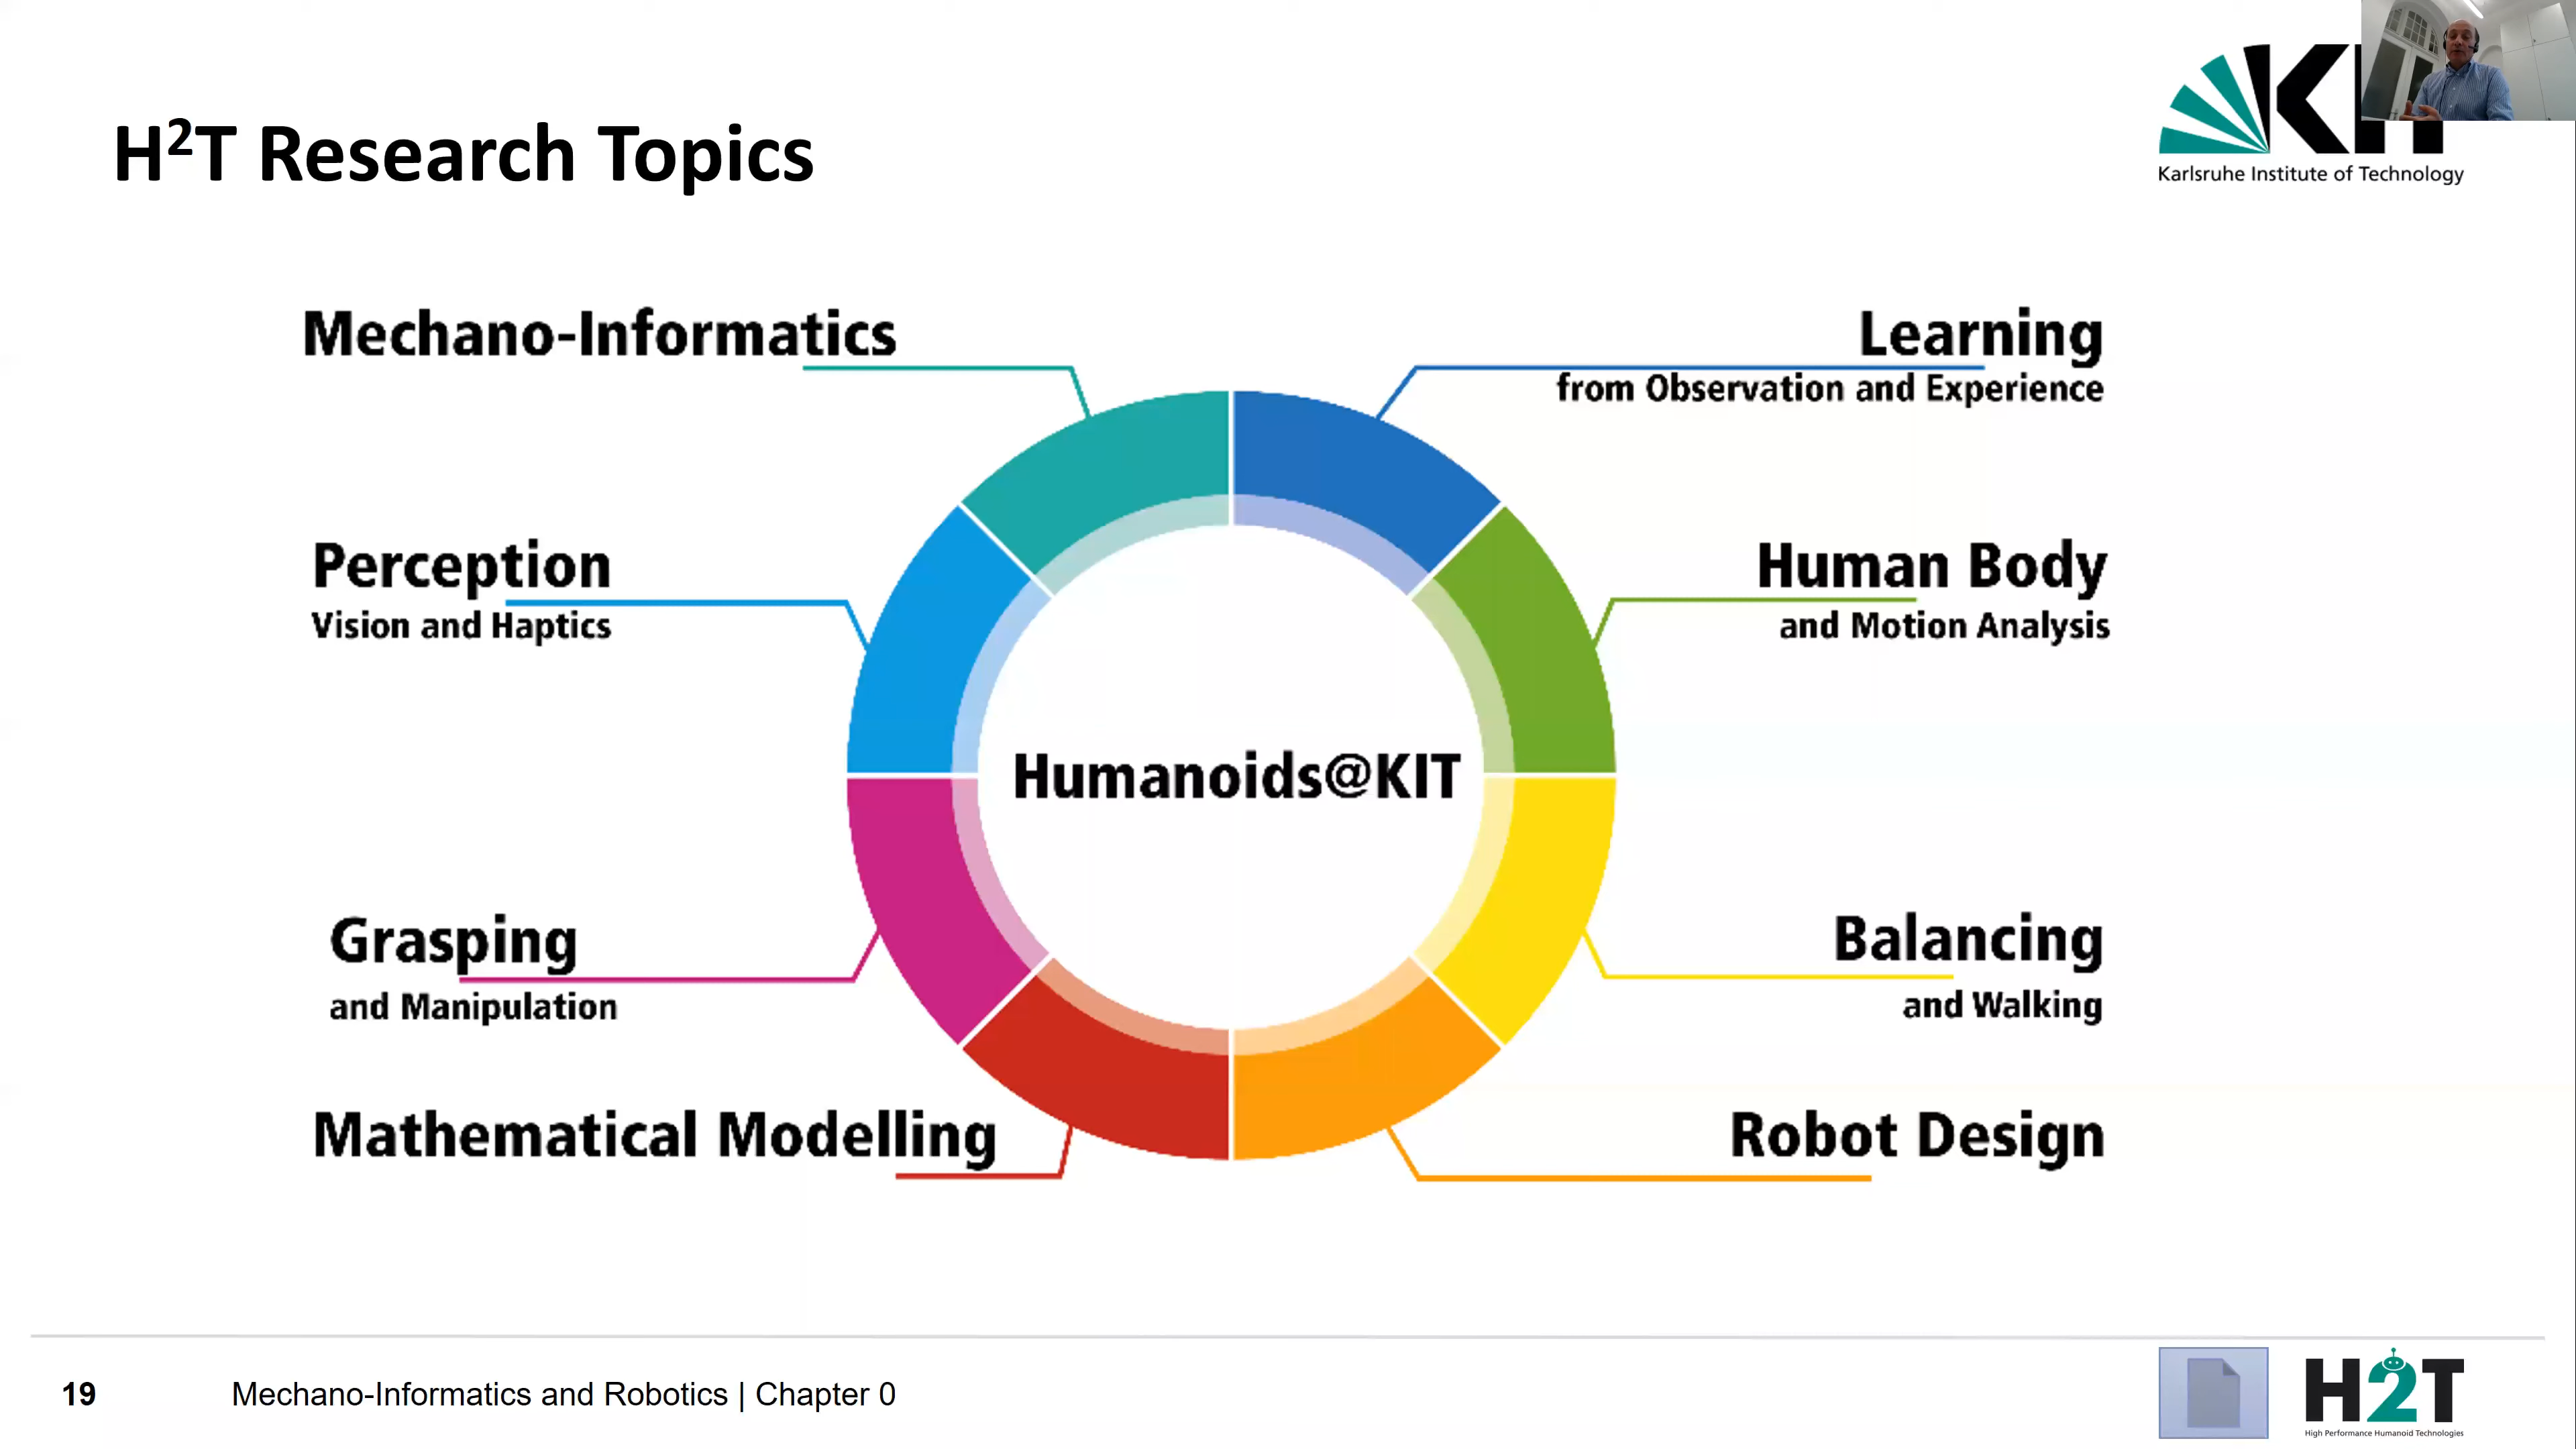 H²T Research Topics
Karlsruhe Institute of Technology
Mechano-Informatics
Learning
from Observation and Experience
Perception
Vision and Haptics
Human Body
and Motion Analysis
Humanoids@KIT
Grasping
and Manipulation
Balancing
and Walking
Mathematical Modelling
Robot Design
19
Mechano-Informatics and Robotics | Chapter 0
H2T
High Performance Humanoid Technologies